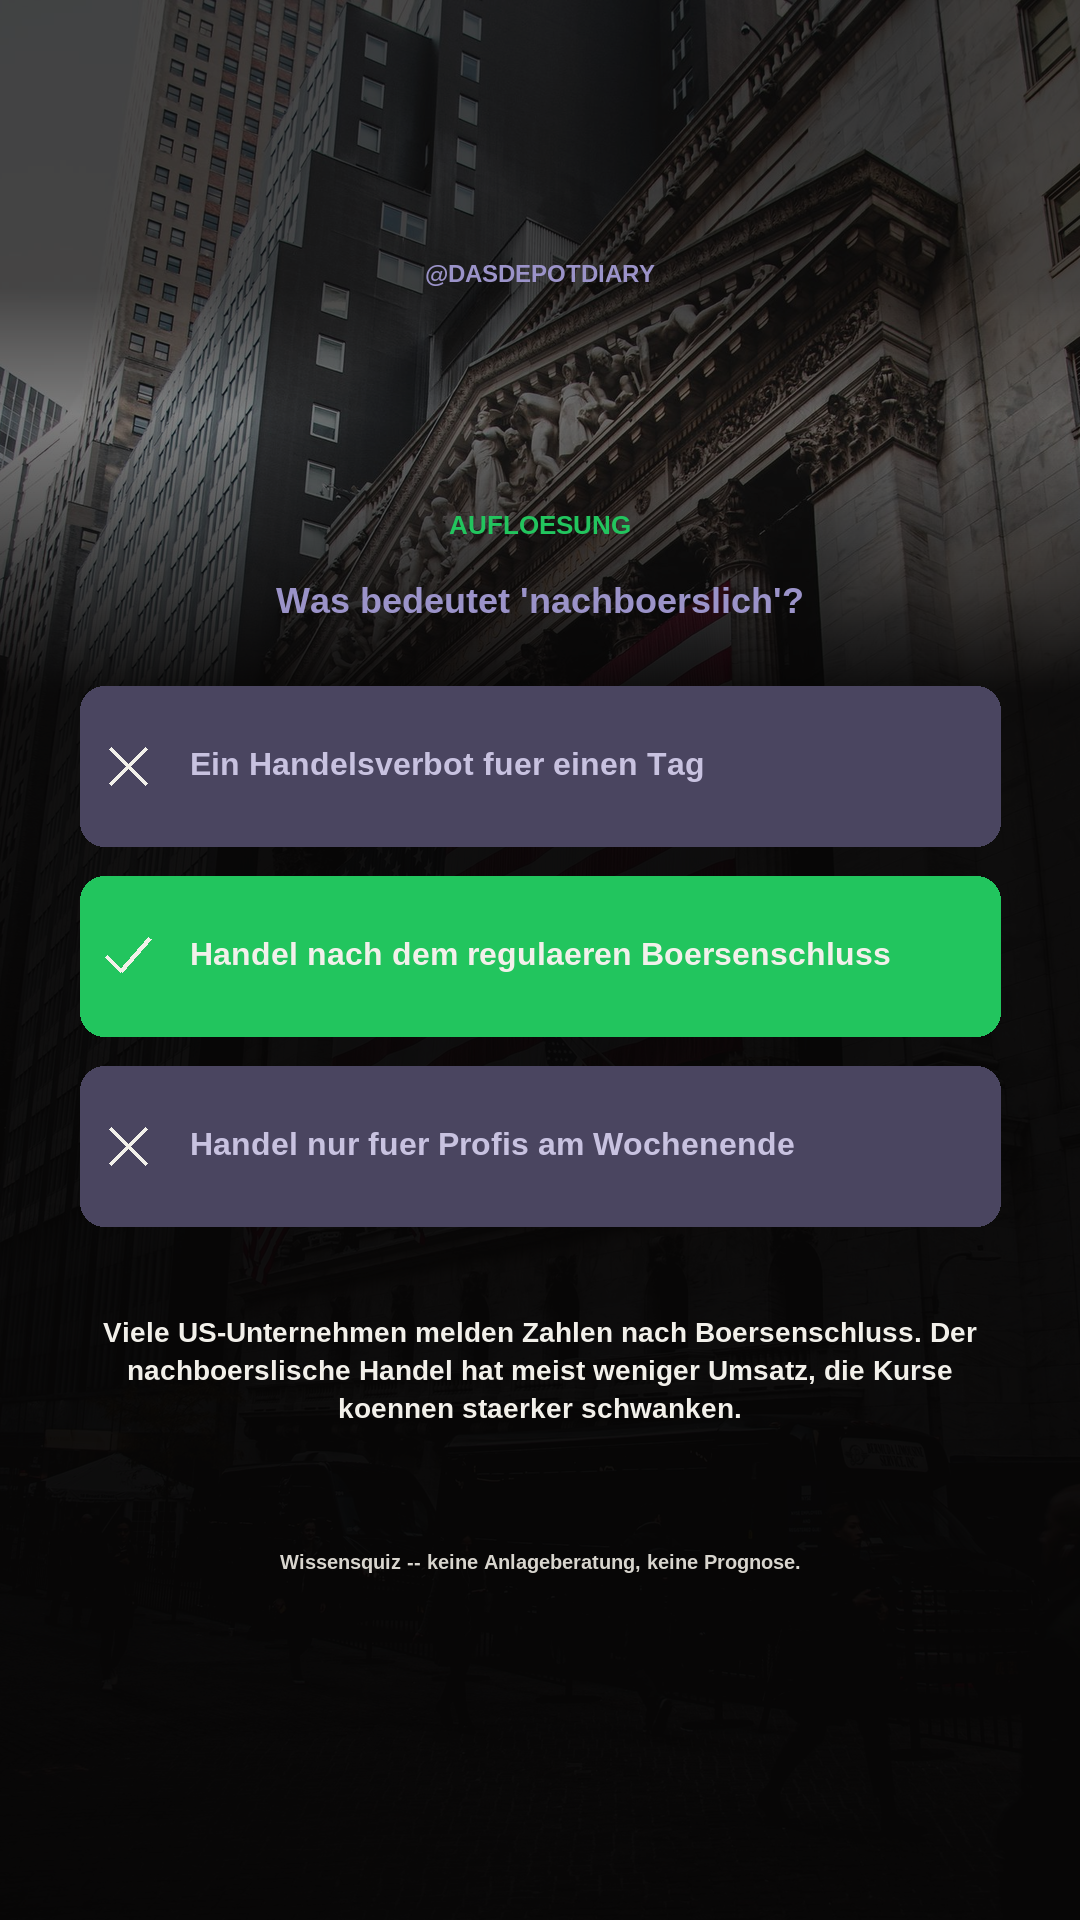 @DASDEPOTDIARY
AUFLOESUNG
Was bedeutet 'nachboerslich'?
Ein Handelsverbot fuer einen Tag
Handel nach dem regulaeren Boersenschluss
Handel nur fuer Profis am Wochenende
Viele US-Unternehmen melden Zahlen nach Boersenschluss. Der
nachboerslische Handel hat meist weniger Umsatz, die Kurse
koennen staerker schwanken.
Wissensquiz -- keine Anlageberatung, keine Prognose.